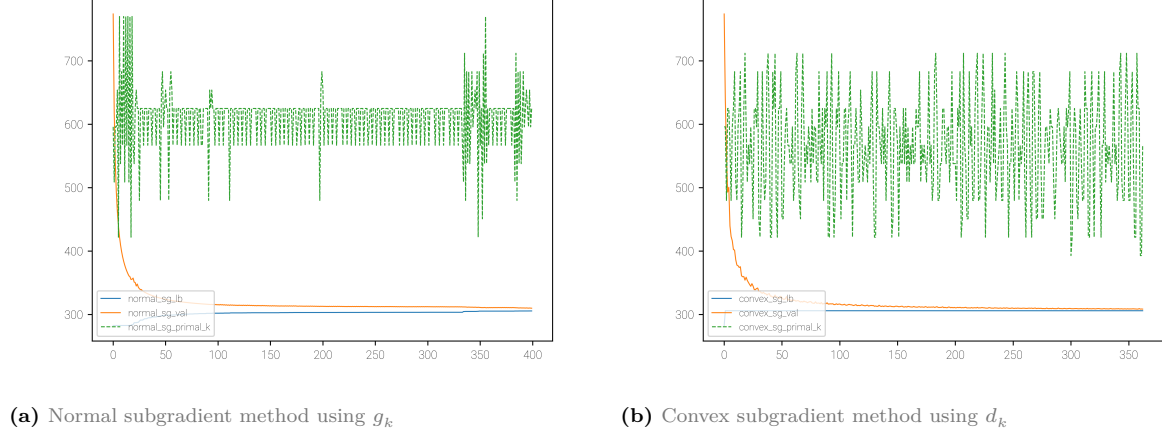 700
600
500
400
300
normal_sg_lb
normal_sg_val
normal_sg_primal_k
0 50 100 150 200 250 300 350 400
700
600
500
400
300
convex_sg_lb
convex_sg_val
convex_sg_primal_k
0 50 100 150 200 250 300 350
(a) Normal subgradient method using g_k
(b) Convex subgradient method using d_k